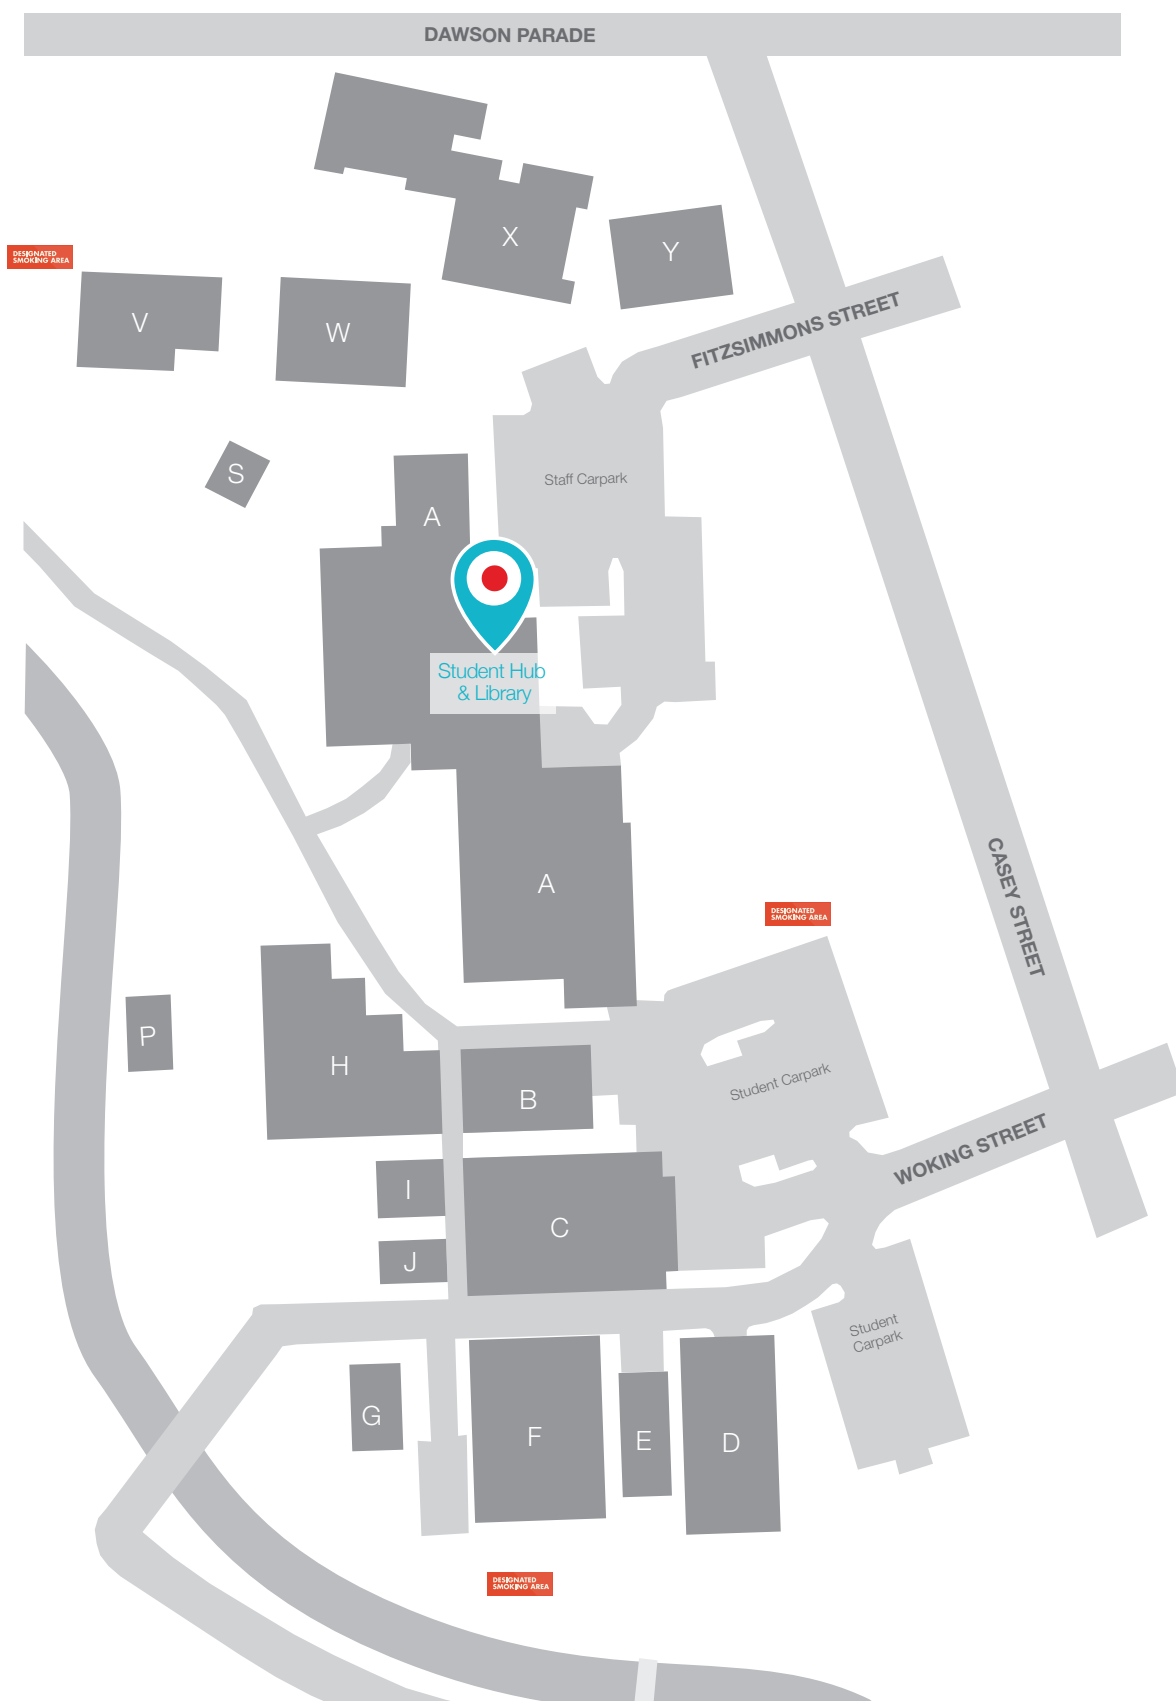 DAWSON PARADE
X
Y
DESIGNATED
SMOKING AREA
V
W
FITZSIMMONS STREET
S
Staff Carpark
A
Student Hub
& Library
A
CASEY STREET
DESIGNATED
SMOKING AREA
P
H
B
Student Carpark
WOKING STREET
I
C
J
Student
Carpark
G
F
E
D
DESIGNATED
SMOKING AREA